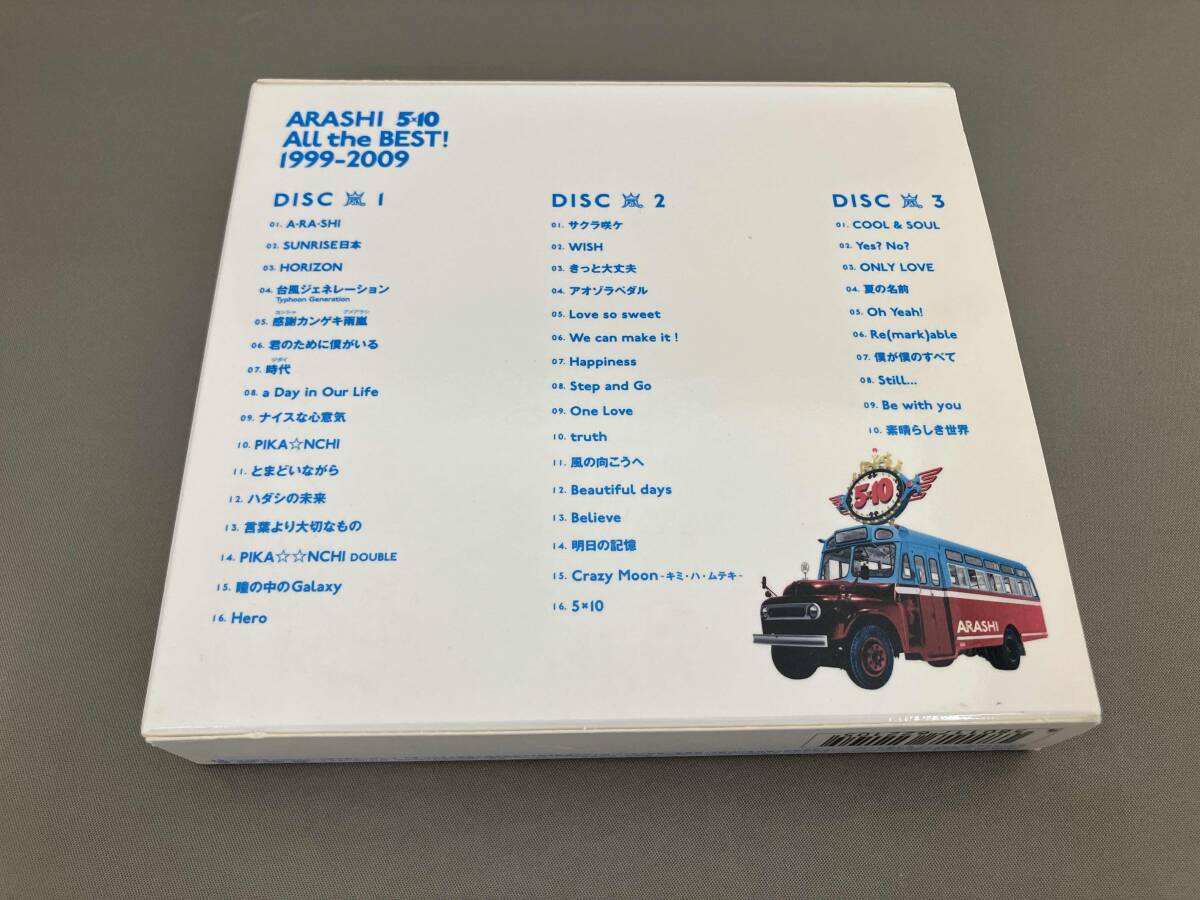 ARASHI 5×10
All the BEST!
1999-2009
DISC 嵐 1
01. A·RA·SHI
02. SUNRISE日本
03. HORIZON
04. 台風ジェネレーション
Typhoon Generation
カンシャ アメアラシ
05. 感謝カンゲキ雨嵐
06. 君のために僕がいる
ジダイ
07. 時代
08. a Day in Our Life
09. ナイスな心意気
10. PIKA☆NCHI
11. とまどいながら
12. ハダシの未来
13. 言葉より大切なもの
14. PIKA☆☆NCHI DOUBLE
15. 瞳の中のGalaxy
16. Hero
DISC 嵐 2
01. サクラ咲ケ
02. WISH
03. きっと大丈夫
04. アオゾラペダル
05. Love so sweet
06. We can make it!
07. Happiness
08. Step and Go
09. One Love
10. truth
11. 風の向こうへ
12. Beautiful days
13. Believe
14. 明日の記憶
15. Crazy Moon-キミ・ハ・ムテキ-
16. 5×10
DISC 嵐 3
01. COOL & SOUL
02. Yes? No?
03. ONLY LOVE
04. 夏の名前
05. Oh Yeah!
06. Re(mark)able
07. 僕が僕のすべて
08. Still...
09. Be with you
10. 素晴らしき世界
5×10
ARASHI